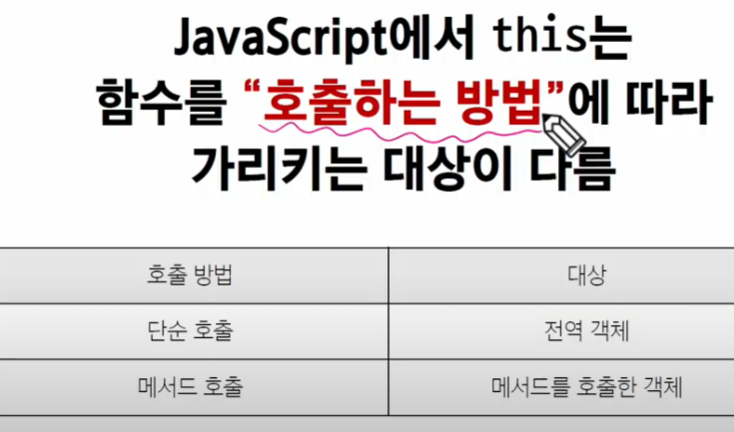 JavaScript에서 this는
함수를 “호출하는 방법”에 따라
가리키는 대상이 다름
호출 방법 대상
단순 호출 전역 객체
메서드 호출 메서드를 호출한 객체